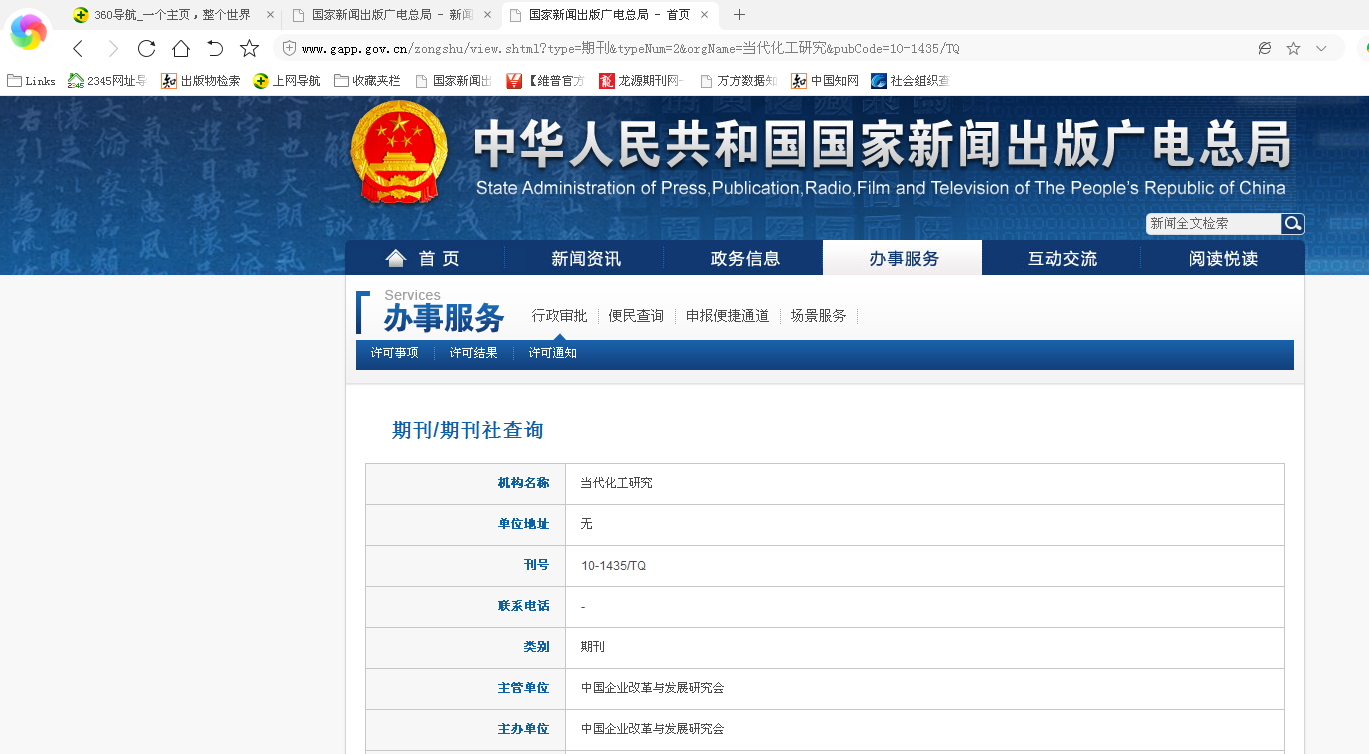 360导航_一个主页，整个世界
国家新闻出版广电总局 - 新闻
国家新闻出版广电总局 - 首页
www.gapp.gov.cn/zongshu/view.shtml?type=期刊&typeNum=2&orgName=当代化工研究&pubCode=10-1435/TQ
Links 2345网址导 出版物检索 上网导航 收藏夹栏 国家新闻出 【维普官方 龙源期刊网- 万方数据知 中国知网 社会组织查
中华人民共和国国家新闻出版广电总局
State Administration of Press,Publication,Radio,Film and Television of The People's Republic of China
新闻全文检索
首 页 新闻资讯 政务信息 办事服务 互动交流 阅读悦读
Services
办事服务 行政审批 便民查询 申报便捷通道 场景服务
许可事项 许可结果 许可通知
期刊/期刊社查询
机构名称 当代化工研究
单位地址 无
刊号 10-1435/TQ
联系电话 -
类别 期刊
主管单位 中国企业改革与发展研究会
主办单位 中国企业改革与发展研究会